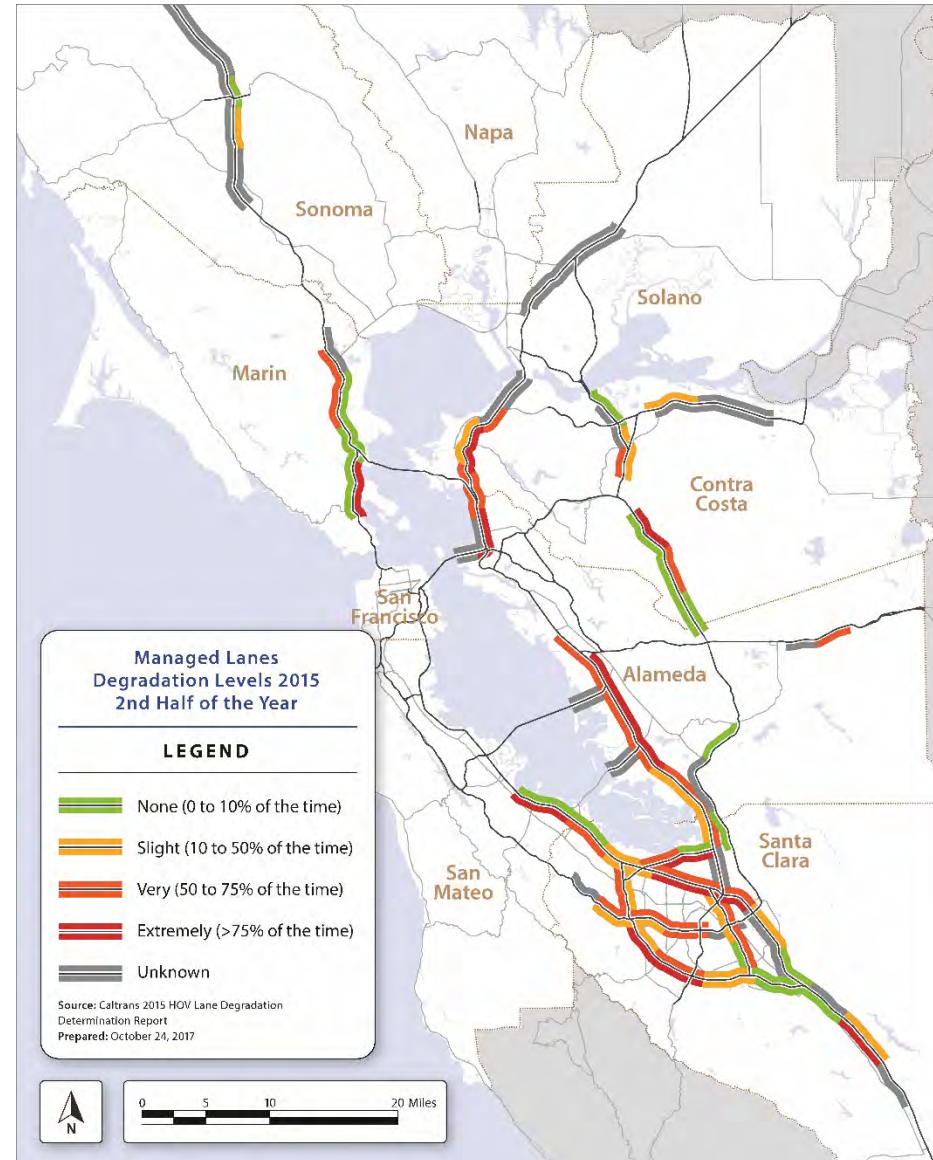 Napa
Sonoma
Solano
Marin
Contra
Costa
San
Francisco
Alameda
Santa
Clara
San
Mateo
Managed Lanes
Degradation Levels 2015
2nd Half of the Year
LEGEND
None (0 to 10% of the time)
Slight (10 to 50% of the time)
Very (50 to 75% of the time)
Extremely (>75% of the time)
Unknown
Source: Caltrans 2015 HOV Lane Degradation
Determination Report
Prepared: October 24, 2017
N
0 5 10 20 Miles